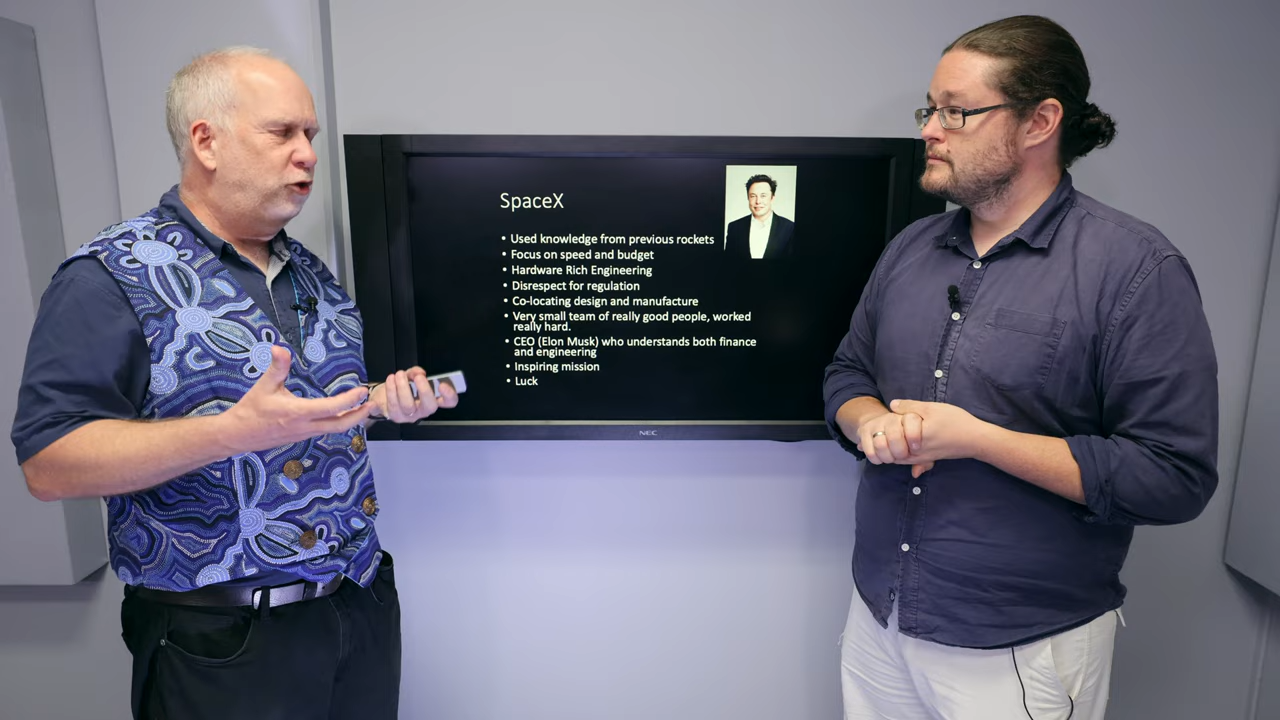 SpaceX
• Used knowledge from previous rockets
• Focus on speed and budget
• Hardware Rich Engineering
• Disrespect for regulation
• Co-locating design and manufacture
• Very small team of really good people, worked
really hard.
• CEO (Elon Musk) who understands both finance
and engineering
• Inspiring mission
• Luck
NEC